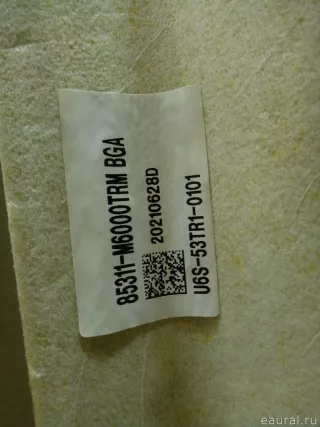 85311-M6000TRM BGA
20210628D
U6S-53TR1-0101
eaural.ru